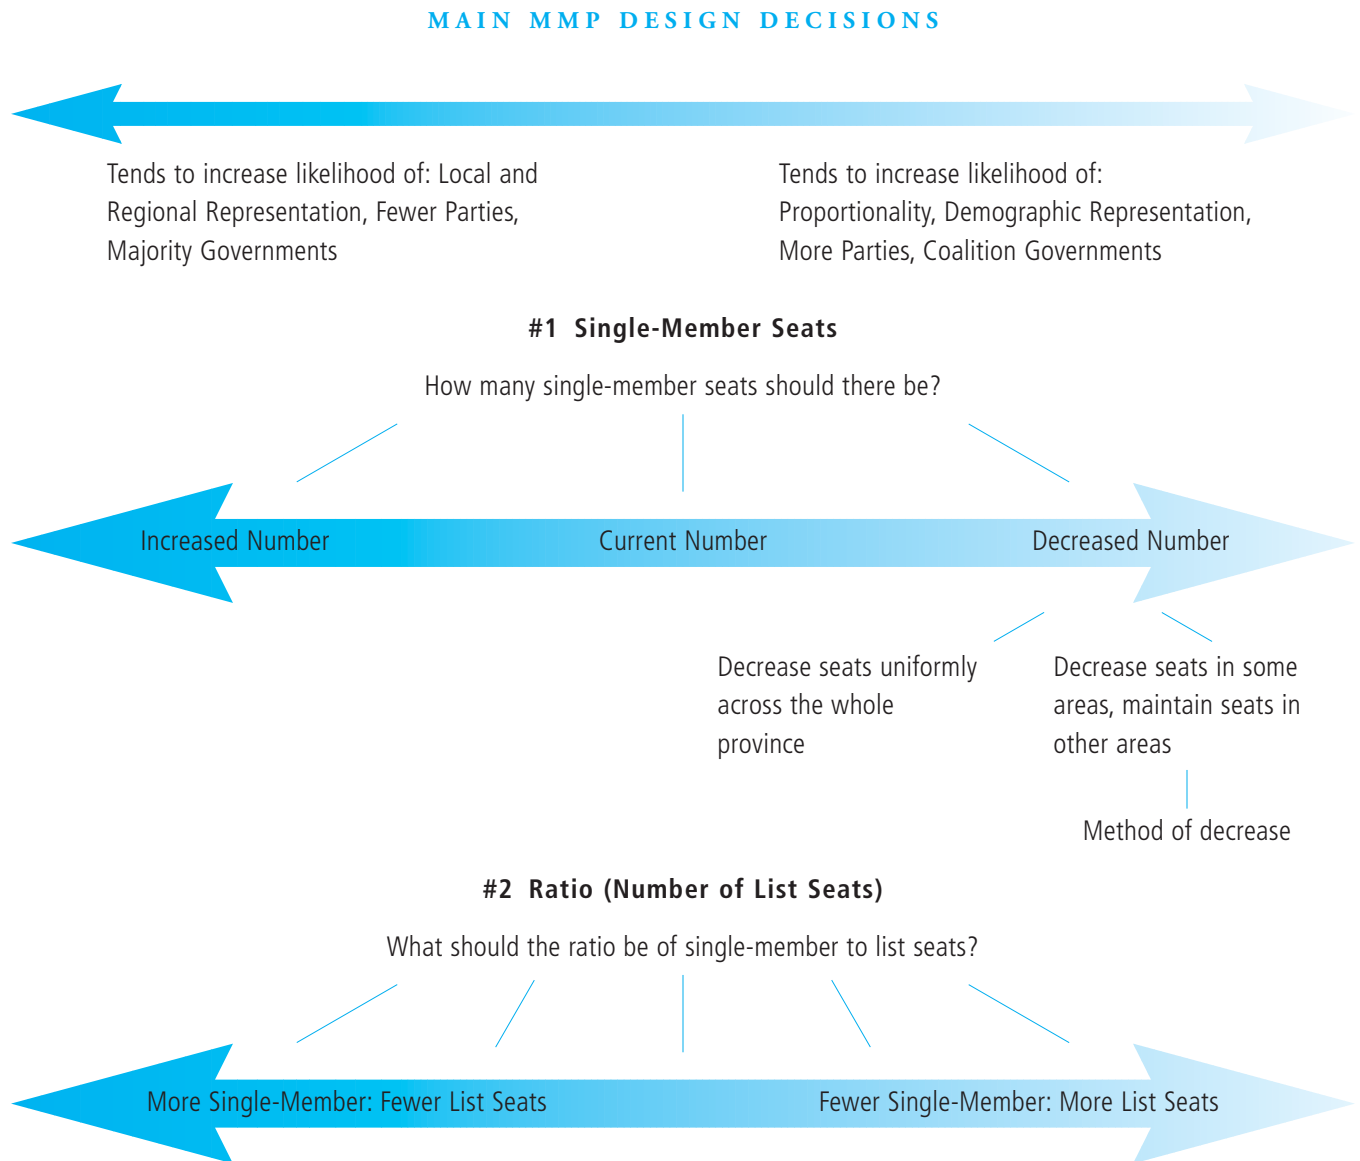 MAIN MMP DESIGN DECISIONS
Tends to increase likelihood of: Local and
Regional Representation, Fewer Parties,
Majority Governments
Tends to increase likelihood of:
Proportionality, Demographic Representation,
More Parties, Coalition Governments
#1 Single-Member Seats
How many single-member seats should there be?
Increased Number
Current Number
Decreased Number
Decrease seats uniformly
across the whole
province
Decrease seats in some
areas, maintain seats in
other areas
Method of decrease
#2 Ratio (Number of List Seats)
What should the ratio be of single-member to list seats?
More Single-Member: Fewer List Seats
Fewer Single-Member: More List Seats